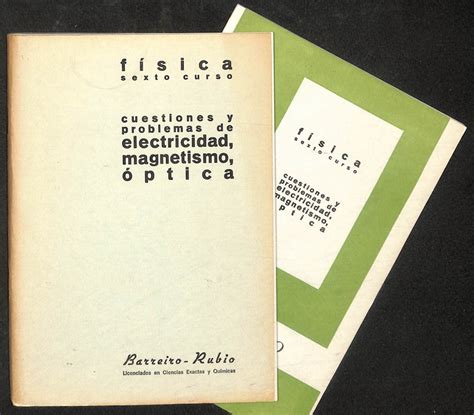 física
sexto curso
cuestiones y
problemas de
electricidad,
magnetismo,
óptica
Barreiro-Rubio
Licenciados en Ciencias Exactas y Químicas
física
sexto curso
cuestiones y
problemas de
electricidad,
magnetismo,
óptica